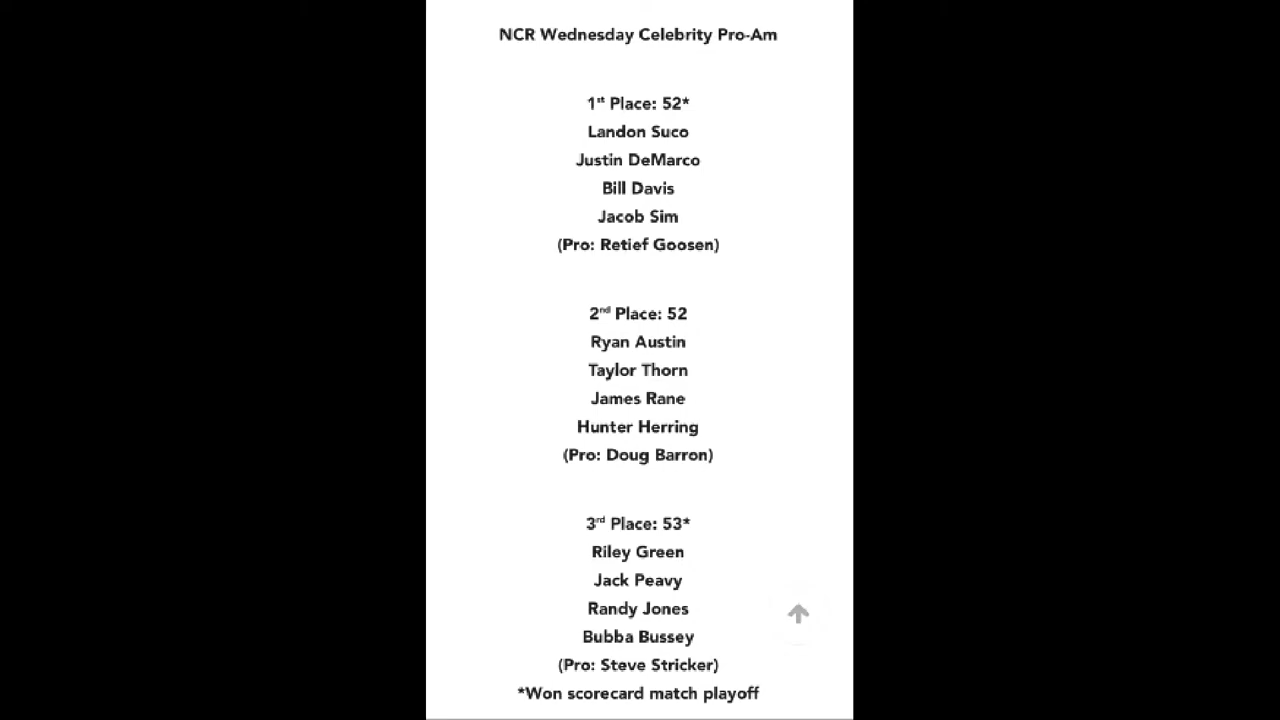 NCR Wednesday Celebrity Pro-Am
1st Place: 52*
Landon Suco
Justin DeMarco
Bill Davis
Jacob Sim
(Pro: Retief Goosen)
2nd Place: 52
Ryan Austin
Taylor Thorn
James Rane
Hunter Herring
(Pro: Doug Barron)
3rd Place: 53*
Riley Green
Jack Peavy
Randy Jones
Bubba Bussey
(Pro: Steve Stricker)
*Won scorecard match playoff